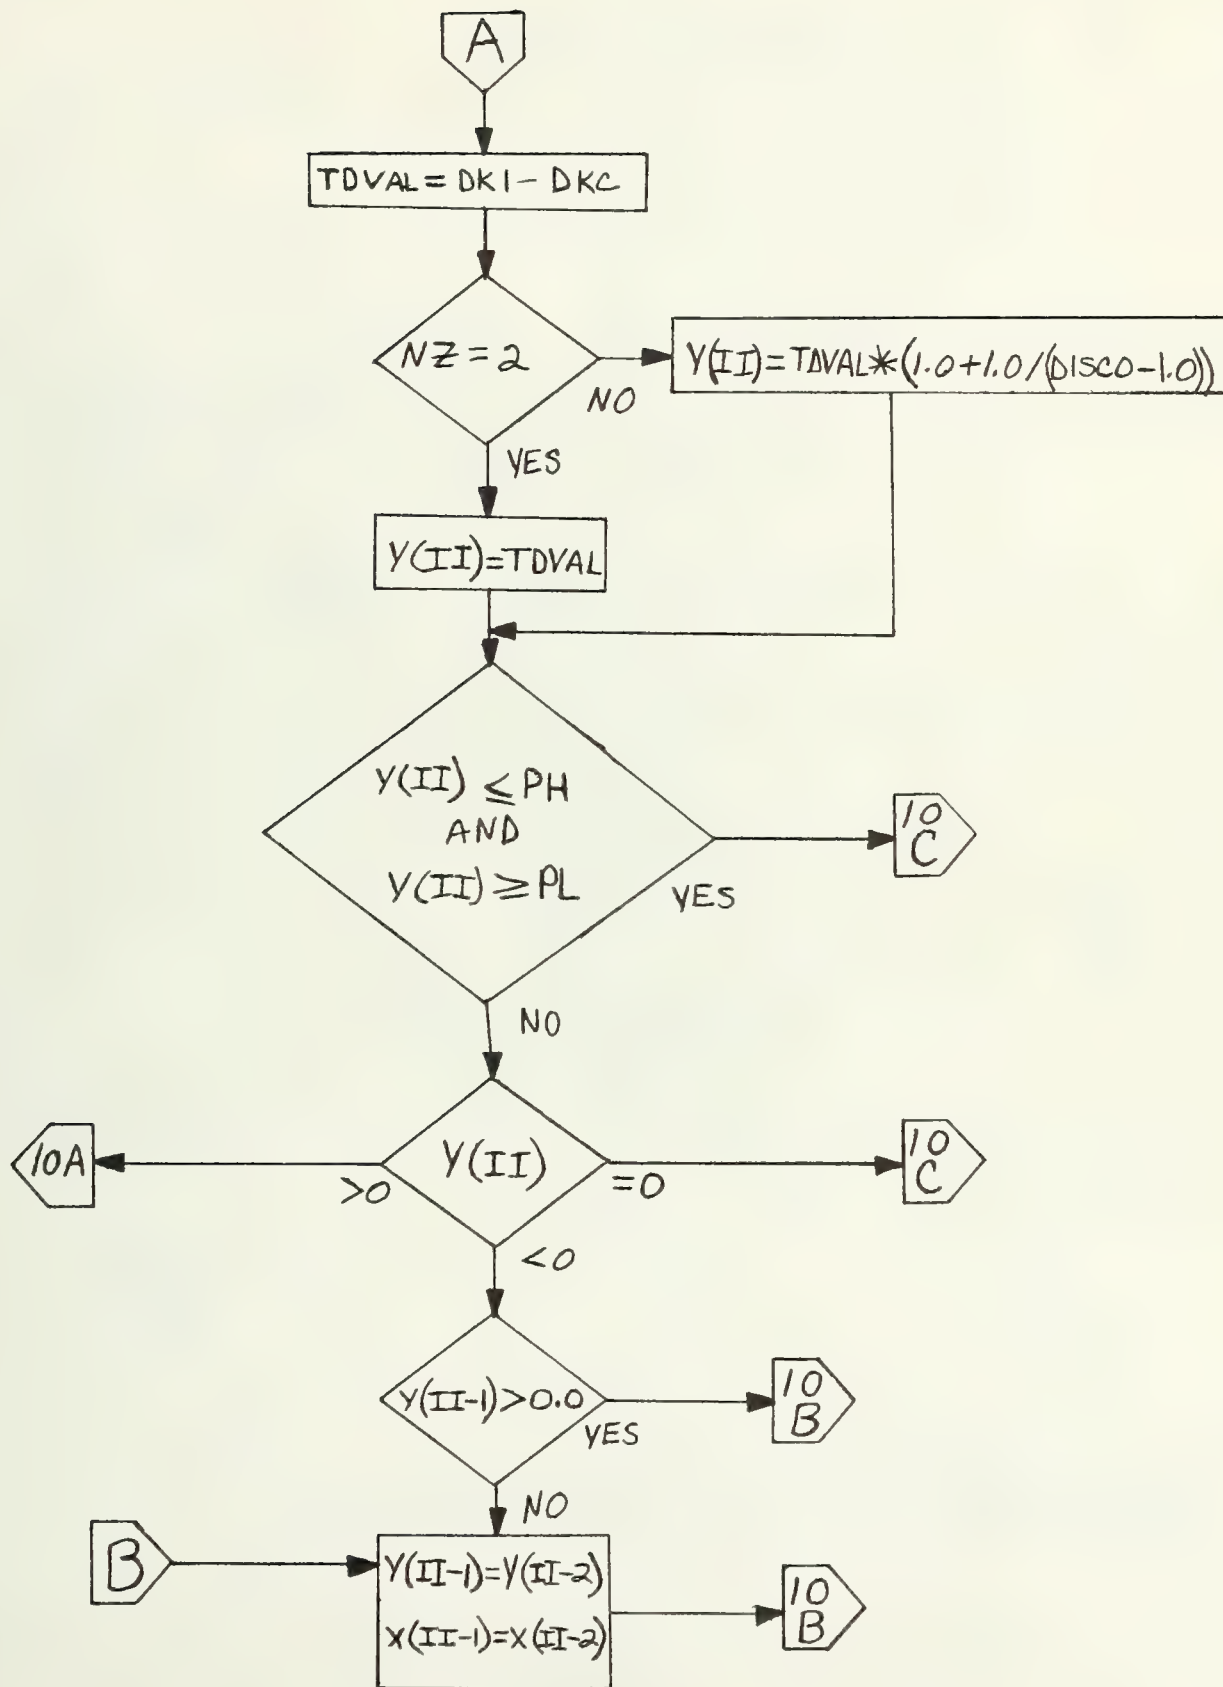 A
TDVAL = DKI - DKC
NZ = 2
NO
Y(II)=TDVAL*(1.0+1.0/(DISCO-1.0))
YES
Y(II)=TDVAL
Y(II) ≤ PH
AND
Y(II) ≥ PL
YES
10
C
NO
10A
>0
Y(II)
=0
10
C
<0
Y(II-1)>0.0
YES
10
B
NO
B
Y(II-1)=Y(II-2)
X(II-1)=X(II-2)
10
B